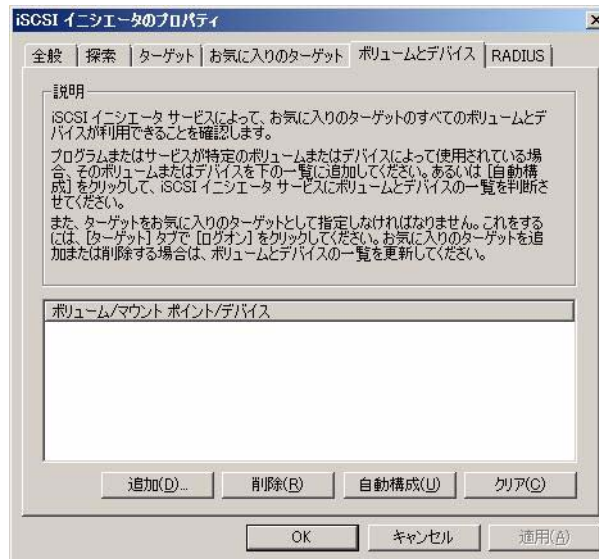 iSCSI イニシエータのプロパティ
全般 探索 ターゲット お気に入りのターゲット ボリュームとデバイス RADIUS
説明
iSCSI イニシエータ サービスによって、お気に入りのターゲットのすべてのボリュームとデ
バイスが利用できることを確認します。
プログラムまたはサービスが特定のボリュームまたはデバイスによって使用されている場
合、そのボリュームまたはデバイスを下の一覧に追加してください。あるいは [自動構
成] をクリックして、iSCSI イニシエータ サービスにボリュームとデバイスの一覧を判断さ
せてください。
また、ターゲットをお気に入りのターゲットとして指定しなければなりません。これをする
には、[ターゲット] タブで [ログオン] をクリックしてください。お気に入りのターゲットを追
加または削除する場合は、ボリュームとデバイスの一覧を更新してください。
ボリューム/マウント ポイント/デバイス
追加(D)... 削除(R) 自動構成(U) クリア(C)
OK キャンセル 適用(A)